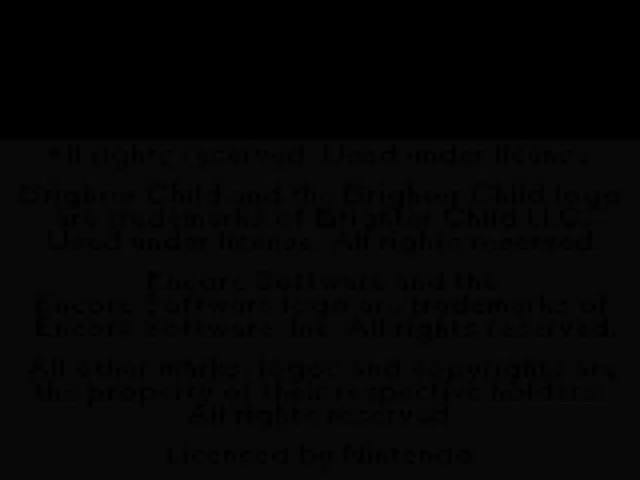 All rights reserved. Used under license.
Brighter Child and the Brighter Child logo
are trademarks of Brighter Child LLC.
Used under license. All rights reserved.
Encore Software and the
Encore Software logo are trademarks of
Encore Software, Inc. All rights reserved.
All other marks, logos and copyrights are
the property of their respective holders.
All rights reserved.
Licensed by Nintendo